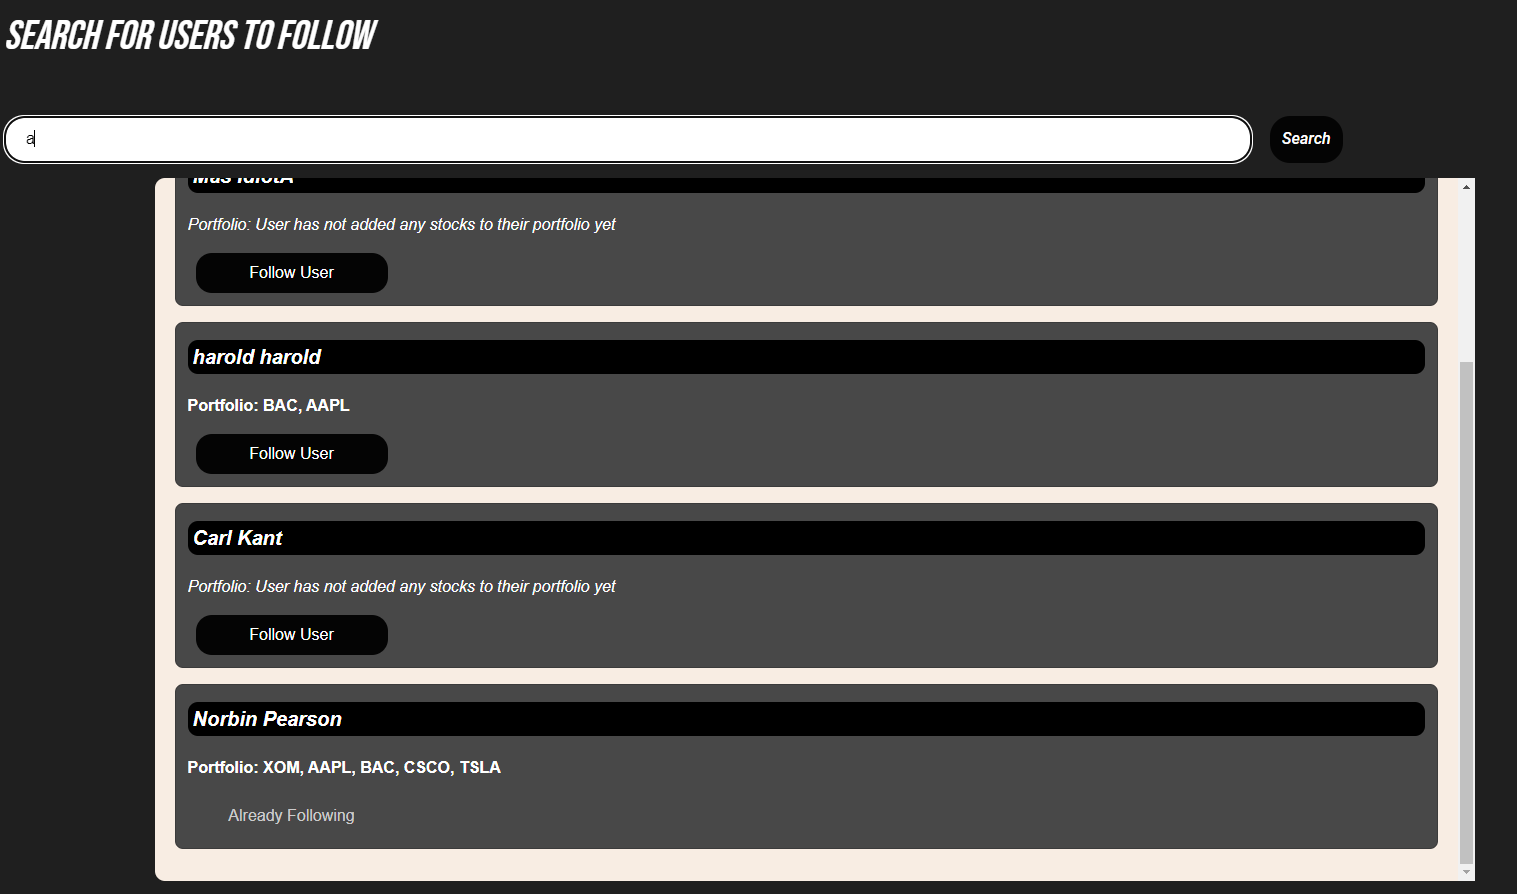 SEARCH FOR USERS TO FOLLOW
a
Search
Mas IdiotA
Portfolio: User has not added any stocks to their portfolio yet
Follow User
harold harold
Portfolio: BAC, AAPL
Follow User
Carl Kant
Portfolio: User has not added any stocks to their portfolio yet
Follow User
Norbin Pearson
Portfolio: XOM, AAPL, BAC, CSCO, TSLA
Already Following